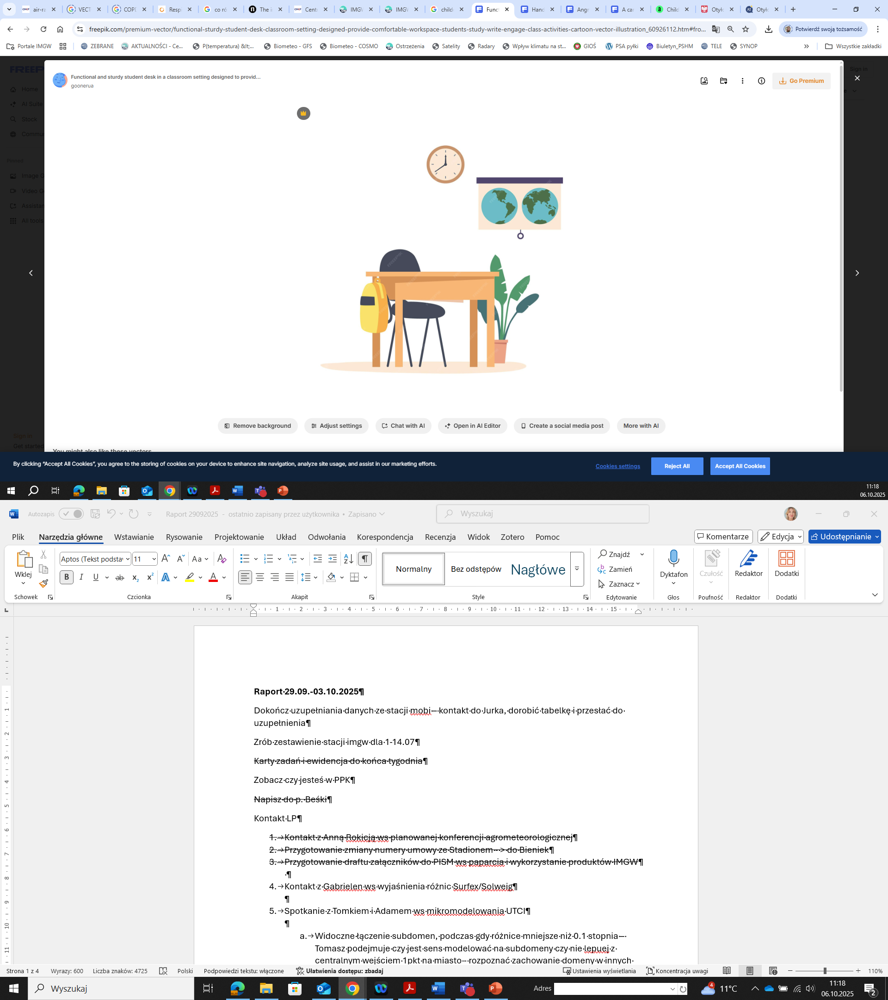 air-ra
VECT
COPD
Resp
co ró
The i
Cent
IMGW
IMGW
child
Func
Hand
Angr
A car
Child
Otyło
Otyło
freepik.com/premium-vector/functional-sturdy-student-desk-classroom-setting-designed-provide-comfortable-workspace-students-study-write-engage-class-activities-cartoon-vector-illustration_60926112.htm#fro...
Potwierdź swoją tożsamość
Portale IMGW
ZEBRANE
AKTUALNOŚCI - Ce...
P(temperatura) &lt;...
Biometeo - GFS
Biometeo - COSMO
Ostrzeżenia
Satelity
Radary
Wpływ klimatu na st...
GIOŚ
PSA pyłki
Biuletyn_PSHM
TELE
SYNOP
Wszystkie zakładki
Functional and sturdy student desk in a classroom setting designed to provid...
goonerua
Go Premium
Sign in
Home
AI Suite
Stock
Commu
Pinned
Image G
Video Ge
Assistan
All tools
Sign in
Get started
Remove background
Adjust settings
Chat with AI
Open in AI Editor
Create a social media post
More with AI
You might also like these vectors
By clicking “Accept All Cookies”, you agree to the storing of cookies on your device to enhance site navigation, analyze site usage, and assist in our marketing efforts.
Cookies settings
Reject All
Accept All Cookies
11:18
06.10.2025
Autozapis
Raport 29092025 - ostatnio zapisany przez użytkownika • Zapisano
Wyszukaj
Plik
Narzędzia główne
Wstawianie
Rysowanie
Projektowanie
Układ
Odwołania
Korespondencja
Recenzja
Widok
Zotero
Pomoc
Komentarze
Edycja
Udostępnianie
Wklej
Schowek
Aptos (Tekst podsta
11
Czcionka
Akapit
Normalny
Bez odstępów
Nagłówe
Style
Znajdź
Zamień
Zaznacz
Edytowanie
Dyktafon
Głos
Czułość
Poufność
Redaktor
Redaktor
Dodatki
Dodatki
1 2 3 4 5 6 7 8 9 10 11 12 13 14 15
Raport·29.09.-03.10.2025¶
Dokończ·uzupełniania·danych·ze·stacji·mobi·–·kontakt·do·Jurka,·dorobić·tabelkę·i·przesłać·do·
uzupełnienia¶
Zrób·zestawienie·stacji·imgw·dla·1-14.07¶
Karty·zadań·i·ewidencja·do·końca·tygodnia¶
Zobacz·czy·jesteś·w·PPK¶
Napisz·do·p.·Beśki¶
Kontakt·LP¶
1.→Kontakt·z·Anną·Rokicją·ws·planowanej·konferencji·agrometeorologicznej¶
2.→Przygotowanie·zmiany·numery·umowy·ze·Stadionem·-·>·do·Bieniek¶
3.→Przygotowanie·draftu·załączników·do·PISM·ws·paparcia·i·wykorzystanie·produktów·IMGW¶
·¶
4.→Kontakt·z·Gabrielen·ws·wyjaśnienia·różnic·Surfex/Solweig¶
¶
5.→Spotkanie·z·Tomkiem·i·Adamem·ws·mikromodelowania·UTCI¶
¶
a.→Widoczne·łączenie·subdomen,·podczas·gdy·różnice·mniejsze·niż·0.1·stopnia·–·
Tomasz·podejmuje·czy·jest·sens·modelować·na·subdomeny·czy·nie·lepuej·z·
centralnym·wejściem·1pkt·na·miasto·-·rozpoznać·zachowanie·domeny·w·innych·
Strona 1 z 4
Wyrazy: 600
Liczba znaków: 4725
Polski
Podpowiedzi tekstu: włączone
Ułatwienia dostępu: zbadaj
Ustawienia wyświetlania
Koncentracja uwagi
110%
Wyszukaj
Adres
4
11°C
11:18
06.10.2025
2